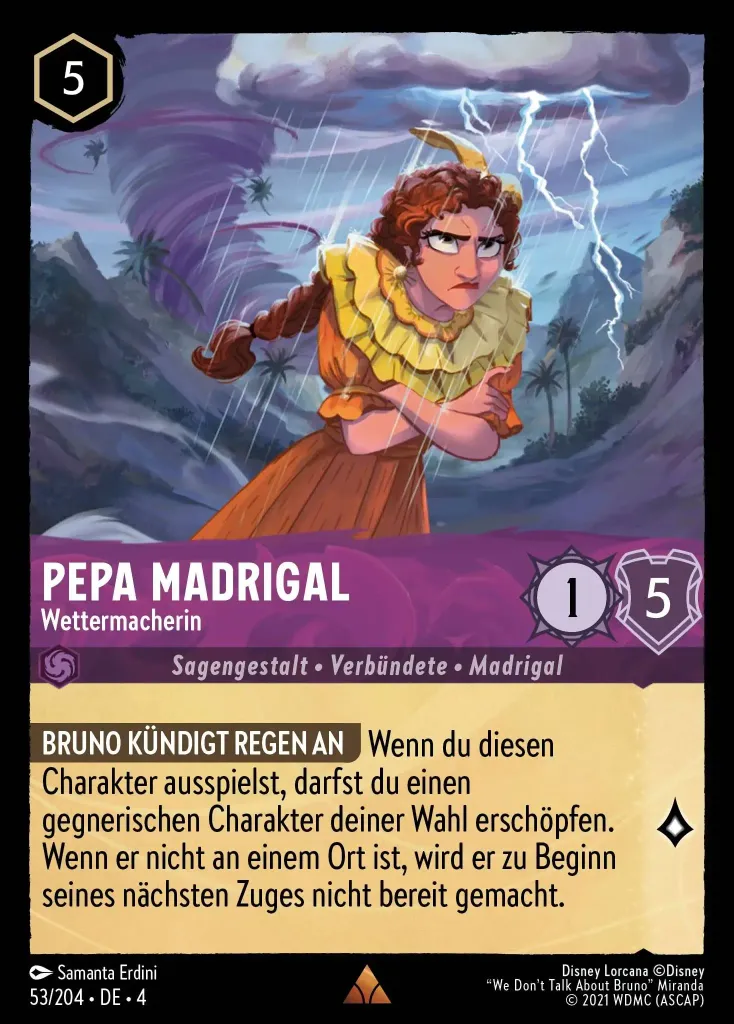 5
PEPA MADRIGAL
Wettermacherin
1
5
Sagengestalt • Verbündete • Madrigal
BRUNO KÜNDIGT REGEN AN Wenn du diesen
Charakter ausspielst, darfst du einen
gegnerischen Charakter deiner Wahl erschöpfen.
Wenn er nicht an einem Ort ist, wird er zu Beginn
seines nächsten Zuges nicht bereit gemacht.
Samanta Erdini
53/204 • DE • 4
Disney Lorcana ©Disney
“We Don’t Talk About Bruno” Miranda
© 2021 WDMC (ASCAP)